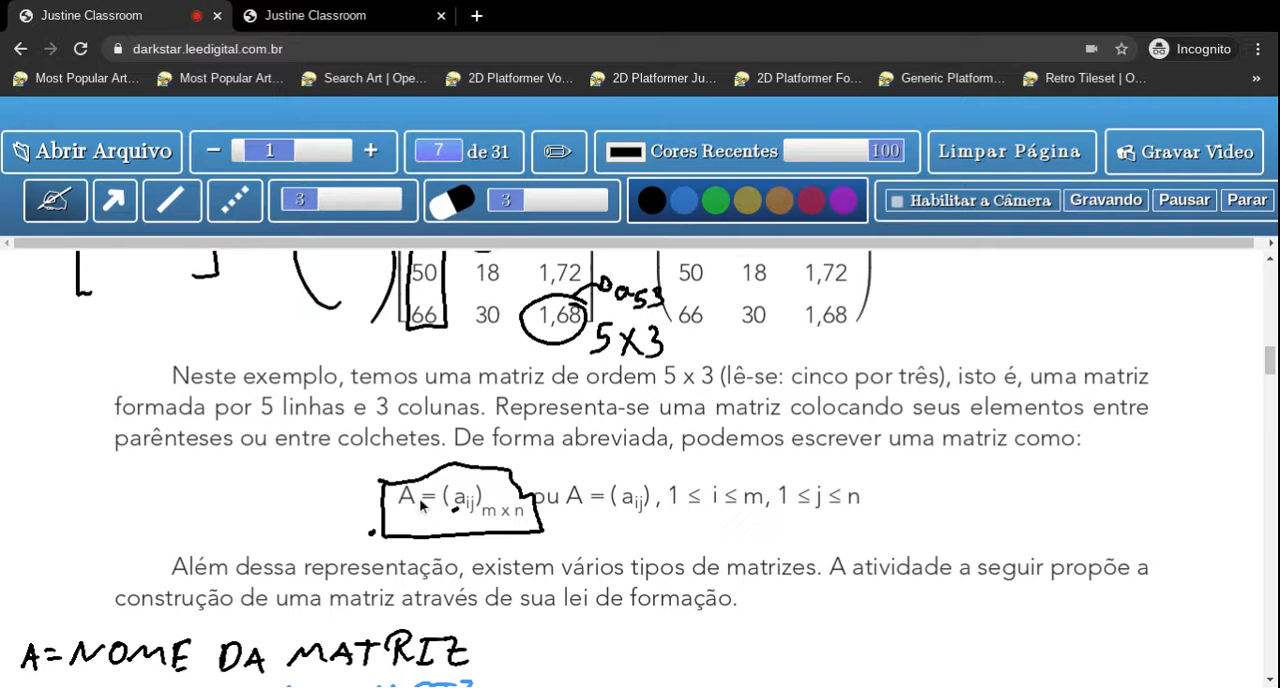 Justine Classroom
Justine Classroom
darkstar.leedigital.com.br
Incognito
Most Popular Art...
Most Popular Art...
Search Art | Ope...
2D Platformer Vo...
2D Platformer Ju...
2D Platformer Fo...
Generic Platform...
Retro Tileset | O...
»
Abrir Arquivo
− 1 +
7 de 31
Cores Recentes 100
Limpar Página
Gravar Video
3
3
Habilitar a Câmera
Gravando
Pausar
Parar
50 18 1,72 50 18 1,72
a53
66 30 1,68 66 30 1,68
5 X 3
Neste exemplo, temos uma matriz de ordem 5 x 3 (lê-se: cinco por três), isto é, uma matriz
formada por 5 linhas e 3 colunas. Representa-se uma matriz colocando seus elementos entre
parênteses ou entre colchetes. De forma abreviada, podemos escrever uma matriz como:
A = ( aij )m x n ou A = ( aij) , 1 ≤ i ≤ m, 1 ≤ j ≤ n
Além dessa representação, existem vários tipos de matrizes. A atividade a seguir propõe a
construção de uma matriz através de sua lei de formação.
A= NOME DA MATRIZ